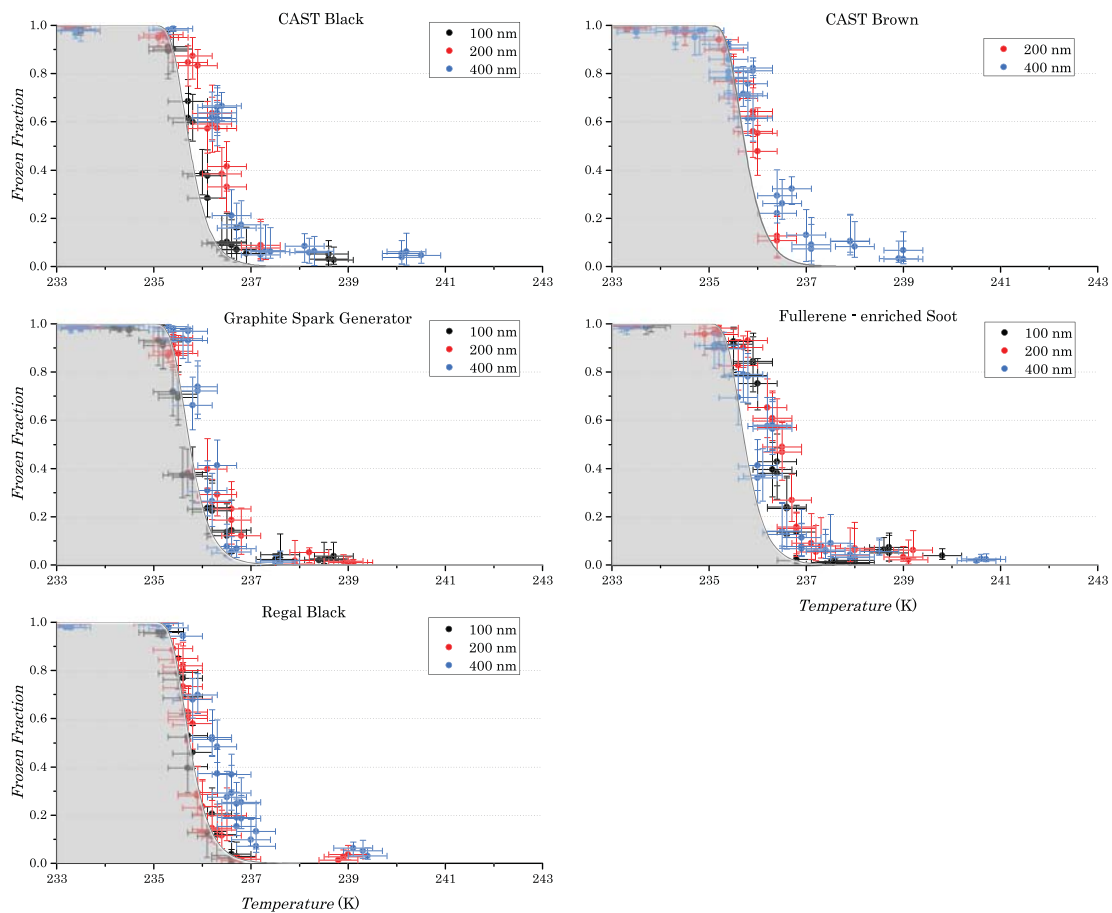 CAST Black
Frozen Fraction
1.0
0.8
0.6
0.4
0.2
0.0
233 235 237 239 241 243
100 nm
200 nm
400 nm
CAST Brown
Frozen Fraction
1.0
0.8
0.6
0.4
0.2
0.0
233 235 237 239 241 243
200 nm
400 nm
Graphite Spark Generator
Frozen Fraction
1.0
0.8
0.6
0.4
0.2
0.0
233 235 237 239 241 243
100 nm
200 nm
400 nm
Fullerene - enriched Soot
1.0
0.8
0.6
0.4
0.2
0.0
233 235 237 239 241 243
Temperature (K)
100 nm
200 nm
400 nm
Regal Black
Frozen Fraction
1.0
0.8
0.6
0.4
0.2
0.0
233 235 237 239 241 243
Temperature (K)
100 nm
200 nm
400 nm